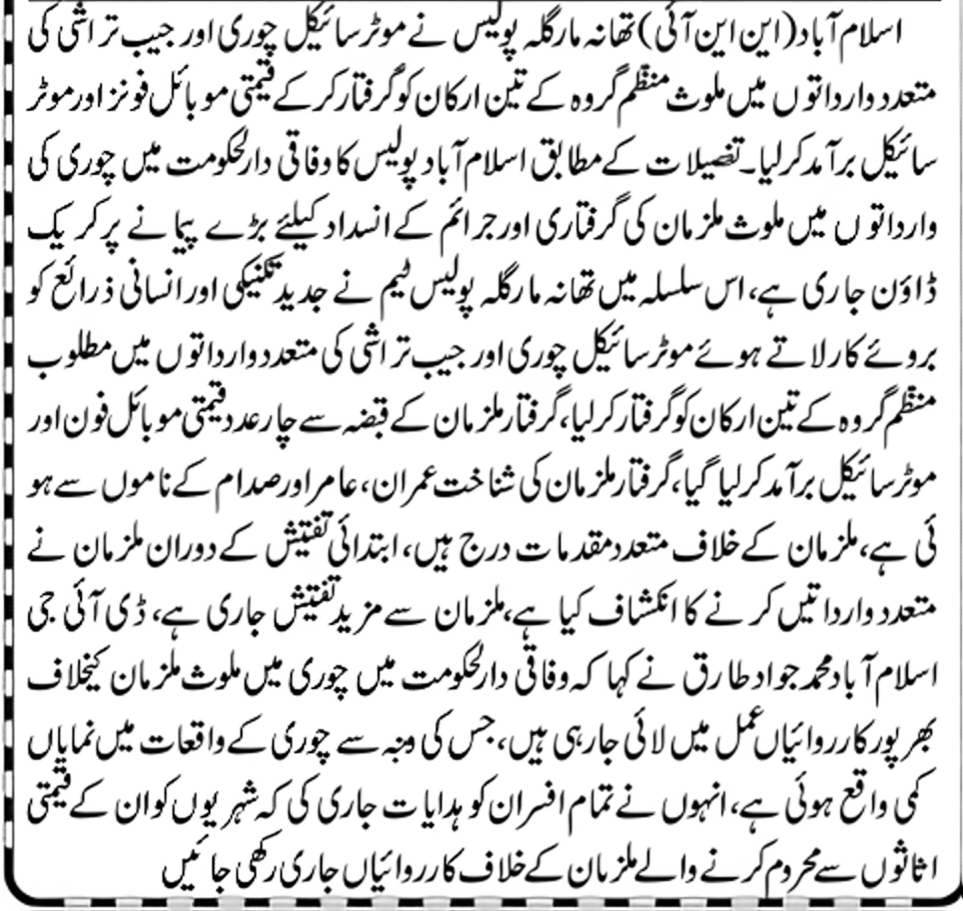 اسلام آباد (این این آئی) تھانہ مارگلہ پولیس نے موٹرسائیکل چوری اور جیب تراشی کی
متعدد وارداتوں میں ملوث منظم گروہ کے تین ارکان کو گرفتار کر کے قیمتی موبائل فونز اور موٹر
سائیکل برآمد کر لیا۔ تفصیلات کے مطابق اسلام آباد پولیس کا وفاقی دارالحکومت میں چوری کی
وارداتوں میں ملوث ملزمان کی گرفتاری اور جرائم کے انسداد کیلئے بڑے پیمانے پر کریک
ڈاؤن جاری ہے، اس سلسلہ میں تھانہ مارگلہ پولیس ٹیم نے جدید تکنیکی اور انسانی ذرائع کو
بروئے کار لاتے ہوئے موٹرسائیکل چوری اور جیب تراشی کی متعدد وارداتوں میں مطلوب
منظم گروہ کے تین ارکان کو گرفتار کر لیا، گرفتار ملزمان کے قبضہ سے چار عدد قیمتی موبائل فون اور
موٹرسائیکل برآمد کر لیا گیا، گرفتار ملزمان کی شناخت عمران، عامر اور صدام کے ناموں سے ہو
ئی ہے، ملزمان کے خلاف متعدد مقدمات درج ہیں، ابتدائی تفتیش کے دوران ملزمان نے
متعدد وارداتیں کرنے کا انکشاف کیا ہے، ملزمان سے مزید تفتیش جاری ہے، ڈی آئی جی
اسلام آباد محمد جواد طارق نے کہا کہ وفاقی دارالحکومت میں چوری میں ملوث ملزمان کیخلاف
بھرپور کارروائیاں عمل میں لائی جا رہی ہیں، جس کی وجہ سے چوری کے واقعات میں نمایاں
کمی واقع ہوئی ہے، انہوں نے تمام افسران کو ہدایات جاری کی کہ شہریوں کو ان کے قیمتی
اثاثوں سے محروم کرنے والے ملزمان کے خلاف کارروائیاں جاری رکھی جائیں